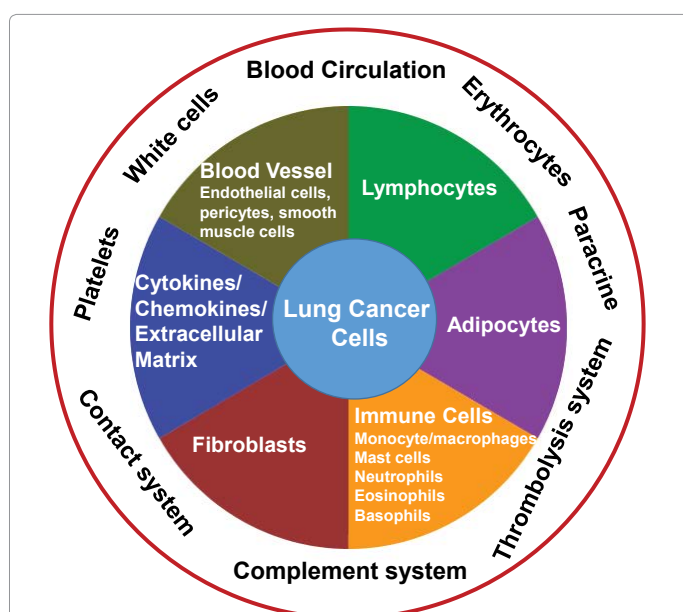 Blood Circulation
Erythrocytes
Paracrine
Thrombolysis system
Complement system
Contact system
Platelets
White cells
Blood Vessel
Endothelial cells,
pericytes, smooth
muscle cells
Lymphocytes
Adipocytes
Immune Cells
Monocyte/macrophages
Mast cells
Neutrophils
Eosinophils
Basophils
Fibroblasts
Cytokines/
Chemokines/
Extracellular
Matrix
Lung Cancer
Cells